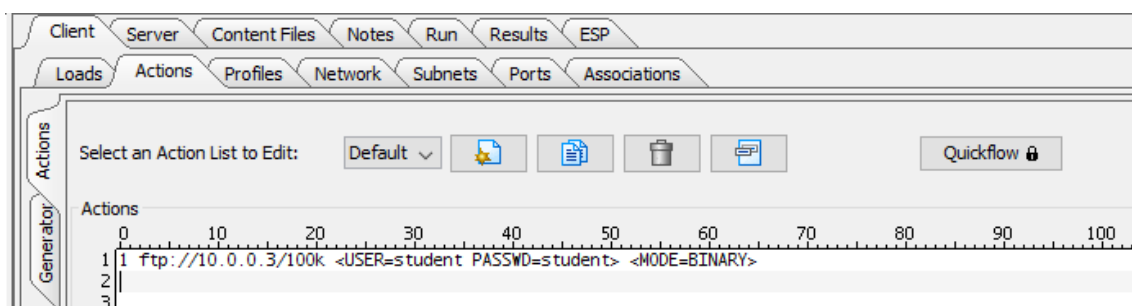 Client Server Content Files Notes Run Results ESP
Loads Actions Profiles Network Subnets Ports Associations
Actions
Generator
Select an Action List to Edit: Default Quickflow
Actions
0 10 20 30 40 50 60 70 80 90 100
1 1 ftp://10.0.0.3/100k <USER=student PASSWD=student> <MODE=BINARY>
2
3